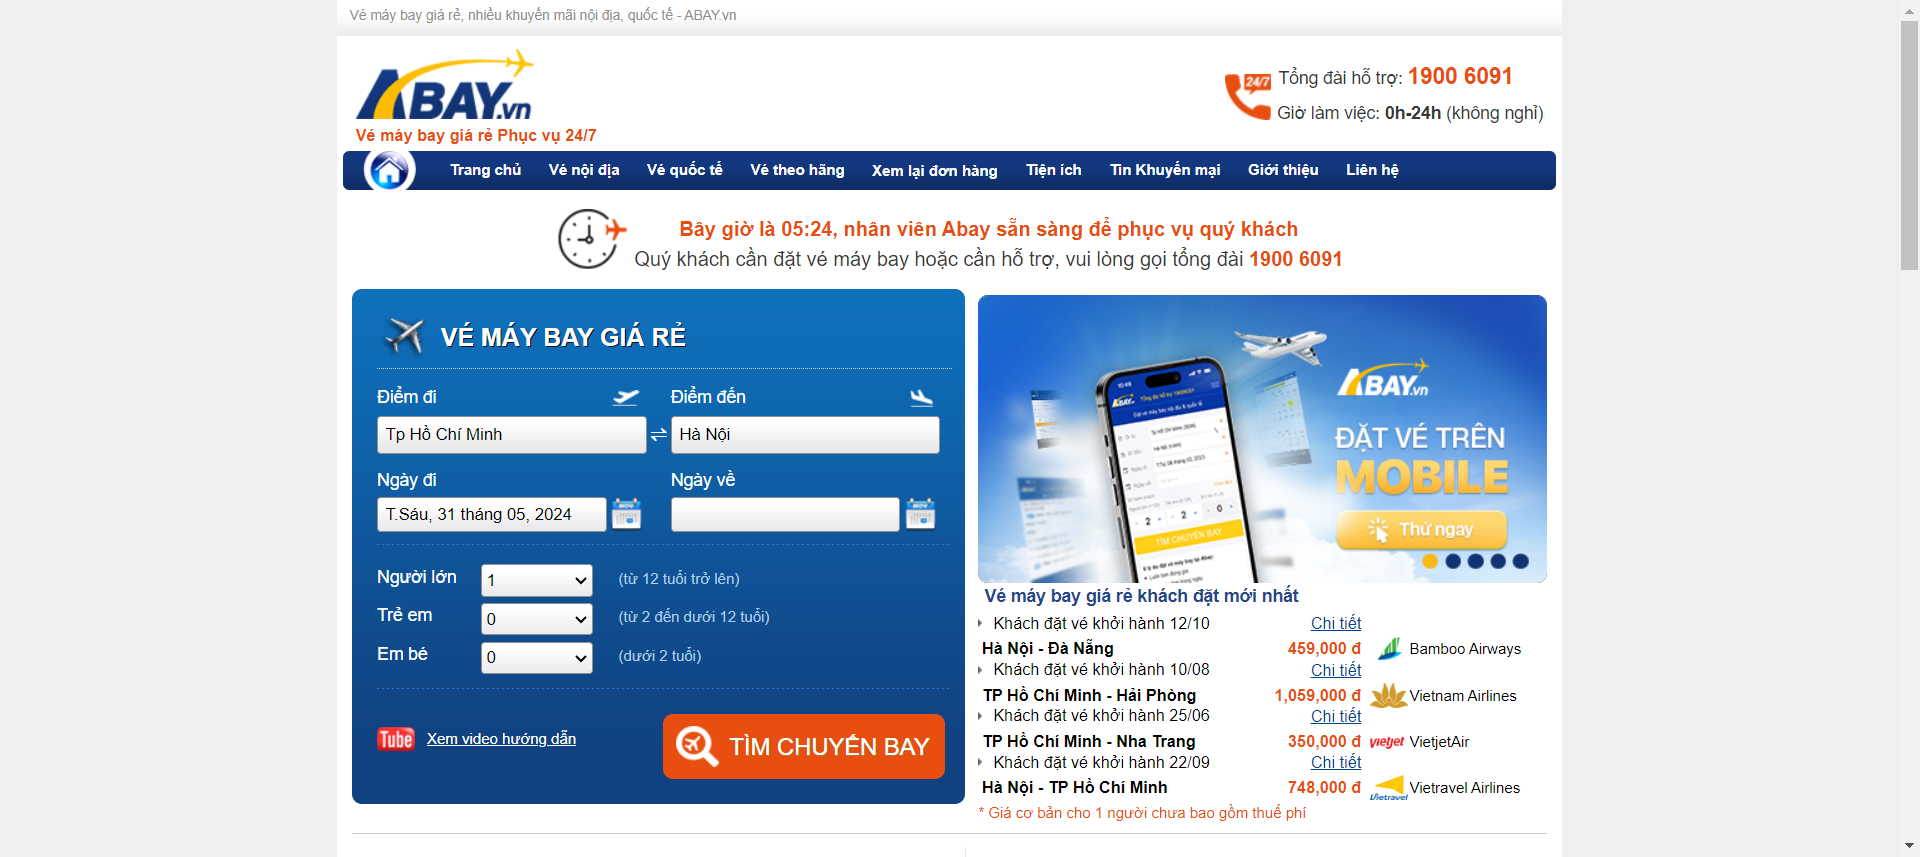 Vé máy bay giá rẻ, nhiều khuyến mãi nội địa, quốc tế - ABAY.vn
ABAY.vn
Vé máy bay giá rẻ Phục vụ 24/7
24/7
Tổng đài hỗ trợ: 1900 6091
Giờ làm việc: 0h-24h (không nghỉ)
Trang chủ Vé nội địa Vé quốc tế Vé theo hãng Xem lại đơn hàng Tiện ích Tin Khuyến mại Giới thiệu Liên hệ
Bây giờ là 05:24, nhân viên Abay sẵn sàng để phục vụ quý khách
Quý khách cần đặt vé máy bay hoặc cần hỗ trợ, vui lòng gọi tổng đài 1900 6091
VÉ MÁY BAY GIÁ RẺ
Điểm đi Điểm đến
Tp Hồ Chí Minh ⇌ Hà Nội
Ngày đi Ngày về
T.Sáu, 31 tháng 05, 2024
Người lớn 1 (từ 12 tuổi trở lên)
Trẻ em 0 (từ 2 đến dưới 12 tuổi)
Em bé 0 (dưới 2 tuổi)
Tube Xem video hướng dẫn
TÌM CHUYẾN BAY
ABAY.vn
ĐẶT VÉ TRÊN
MOBILE
Thử ngay
TÌM CHUYẾN BAY
Vé máy bay giá rẻ khách đặt mới nhất
Khách đặt vé khởi hành 12/10 Chi tiết
Hà Nội - Đà Nẵng 459,000 đ Bamboo Airways
Khách đặt vé khởi hành 10/08 Chi tiết
TP Hồ Chí Minh - Hải Phòng 1,059,000 đ Vietnam Airlines
Khách đặt vé khởi hành 25/06 Chi tiết
TP Hồ Chí Minh - Nha Trang 350,000 đ vietjet VietjetAir
Khách đặt vé khởi hành 22/09 Chi tiết
Hà Nội - TP Hồ Chí Minh 748,000 đ Vietravel Vietravel Airlines
* Giá cơ bản cho 1 người chưa bao gồm thuế phí